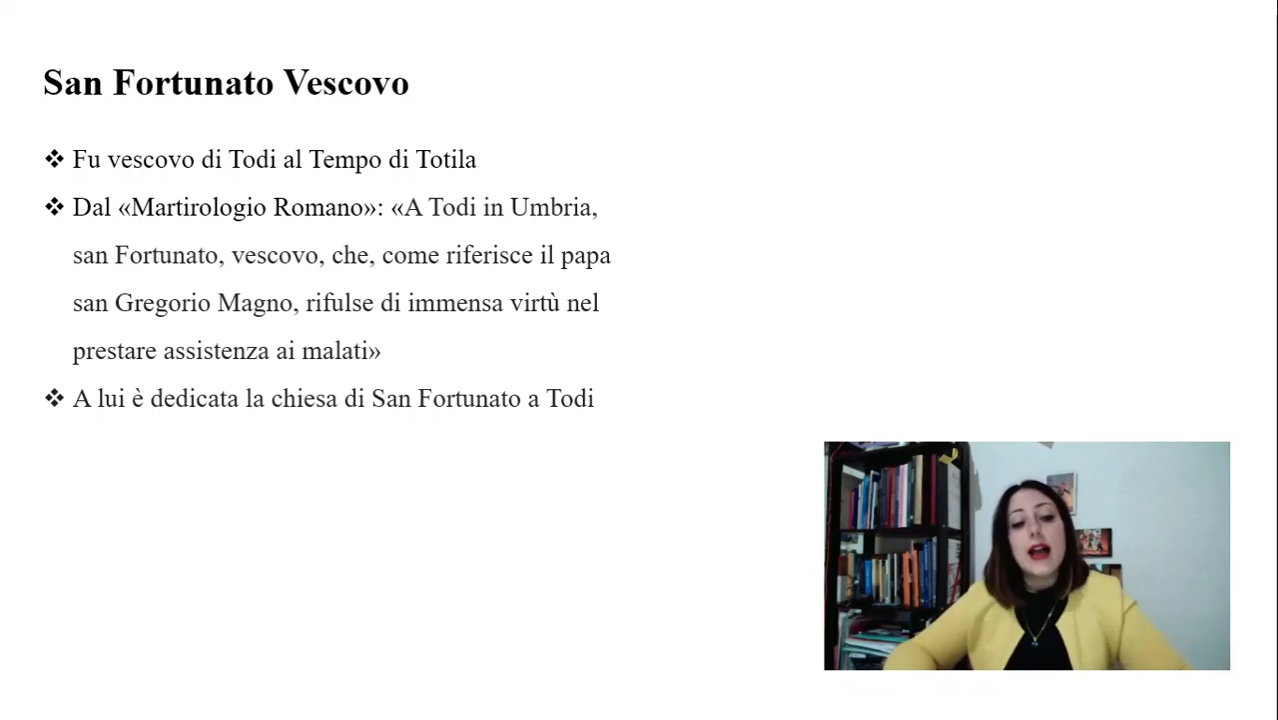 San Fortunato Vescovo
❖ Fu vescovo di Todi al Tempo di Totila
❖ Dal «Martirologio Romano»: «A Todi in Umbria,
san Fortunato, vescovo, che, come riferisce il papa
san Gregorio Magno, rifulse di immensa virtù nel
prestare assistenza ai malati»
❖ A lui è dedicata la chiesa di San Fortunato a Todi